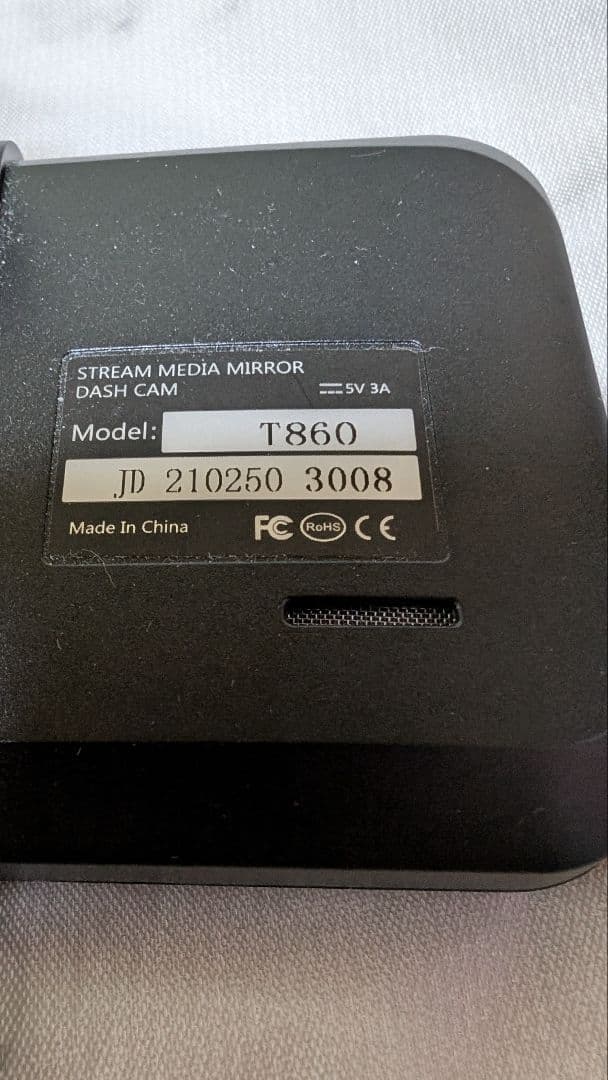 STREAM MEDIA MIRROR
DASH CAM
5V 3A
Model: T860
JD 210250 3008
Made In China FC RoHS CE